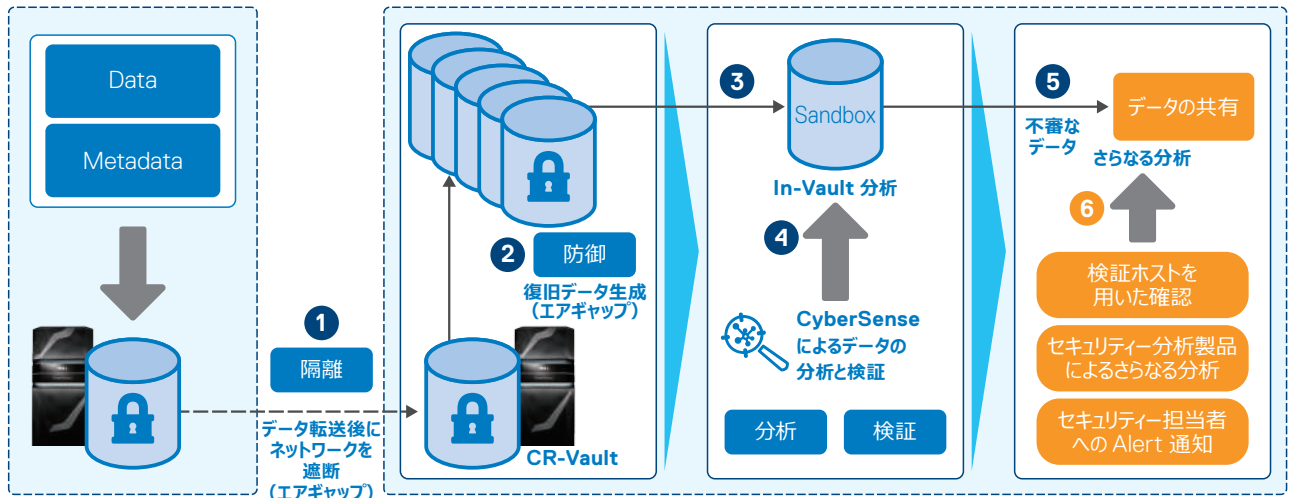 Data
Metadata
1
隔離
データ転送後に
ネットワークを
遮断
（エアギャップ）
2
防御
復旧データ生成
（エアギャップ）
CR-Vault
3
Sandbox
In-Vault 分析
4
CyberSense
によるデータの
分析と検証
分析
検証
5
不審な
データ
データの共有
さらなる分析
6
検証ホストを
用いた確認
セキュリティー分析製品
によるさらなる分析
セキュリティー担当者
への Alert 通知